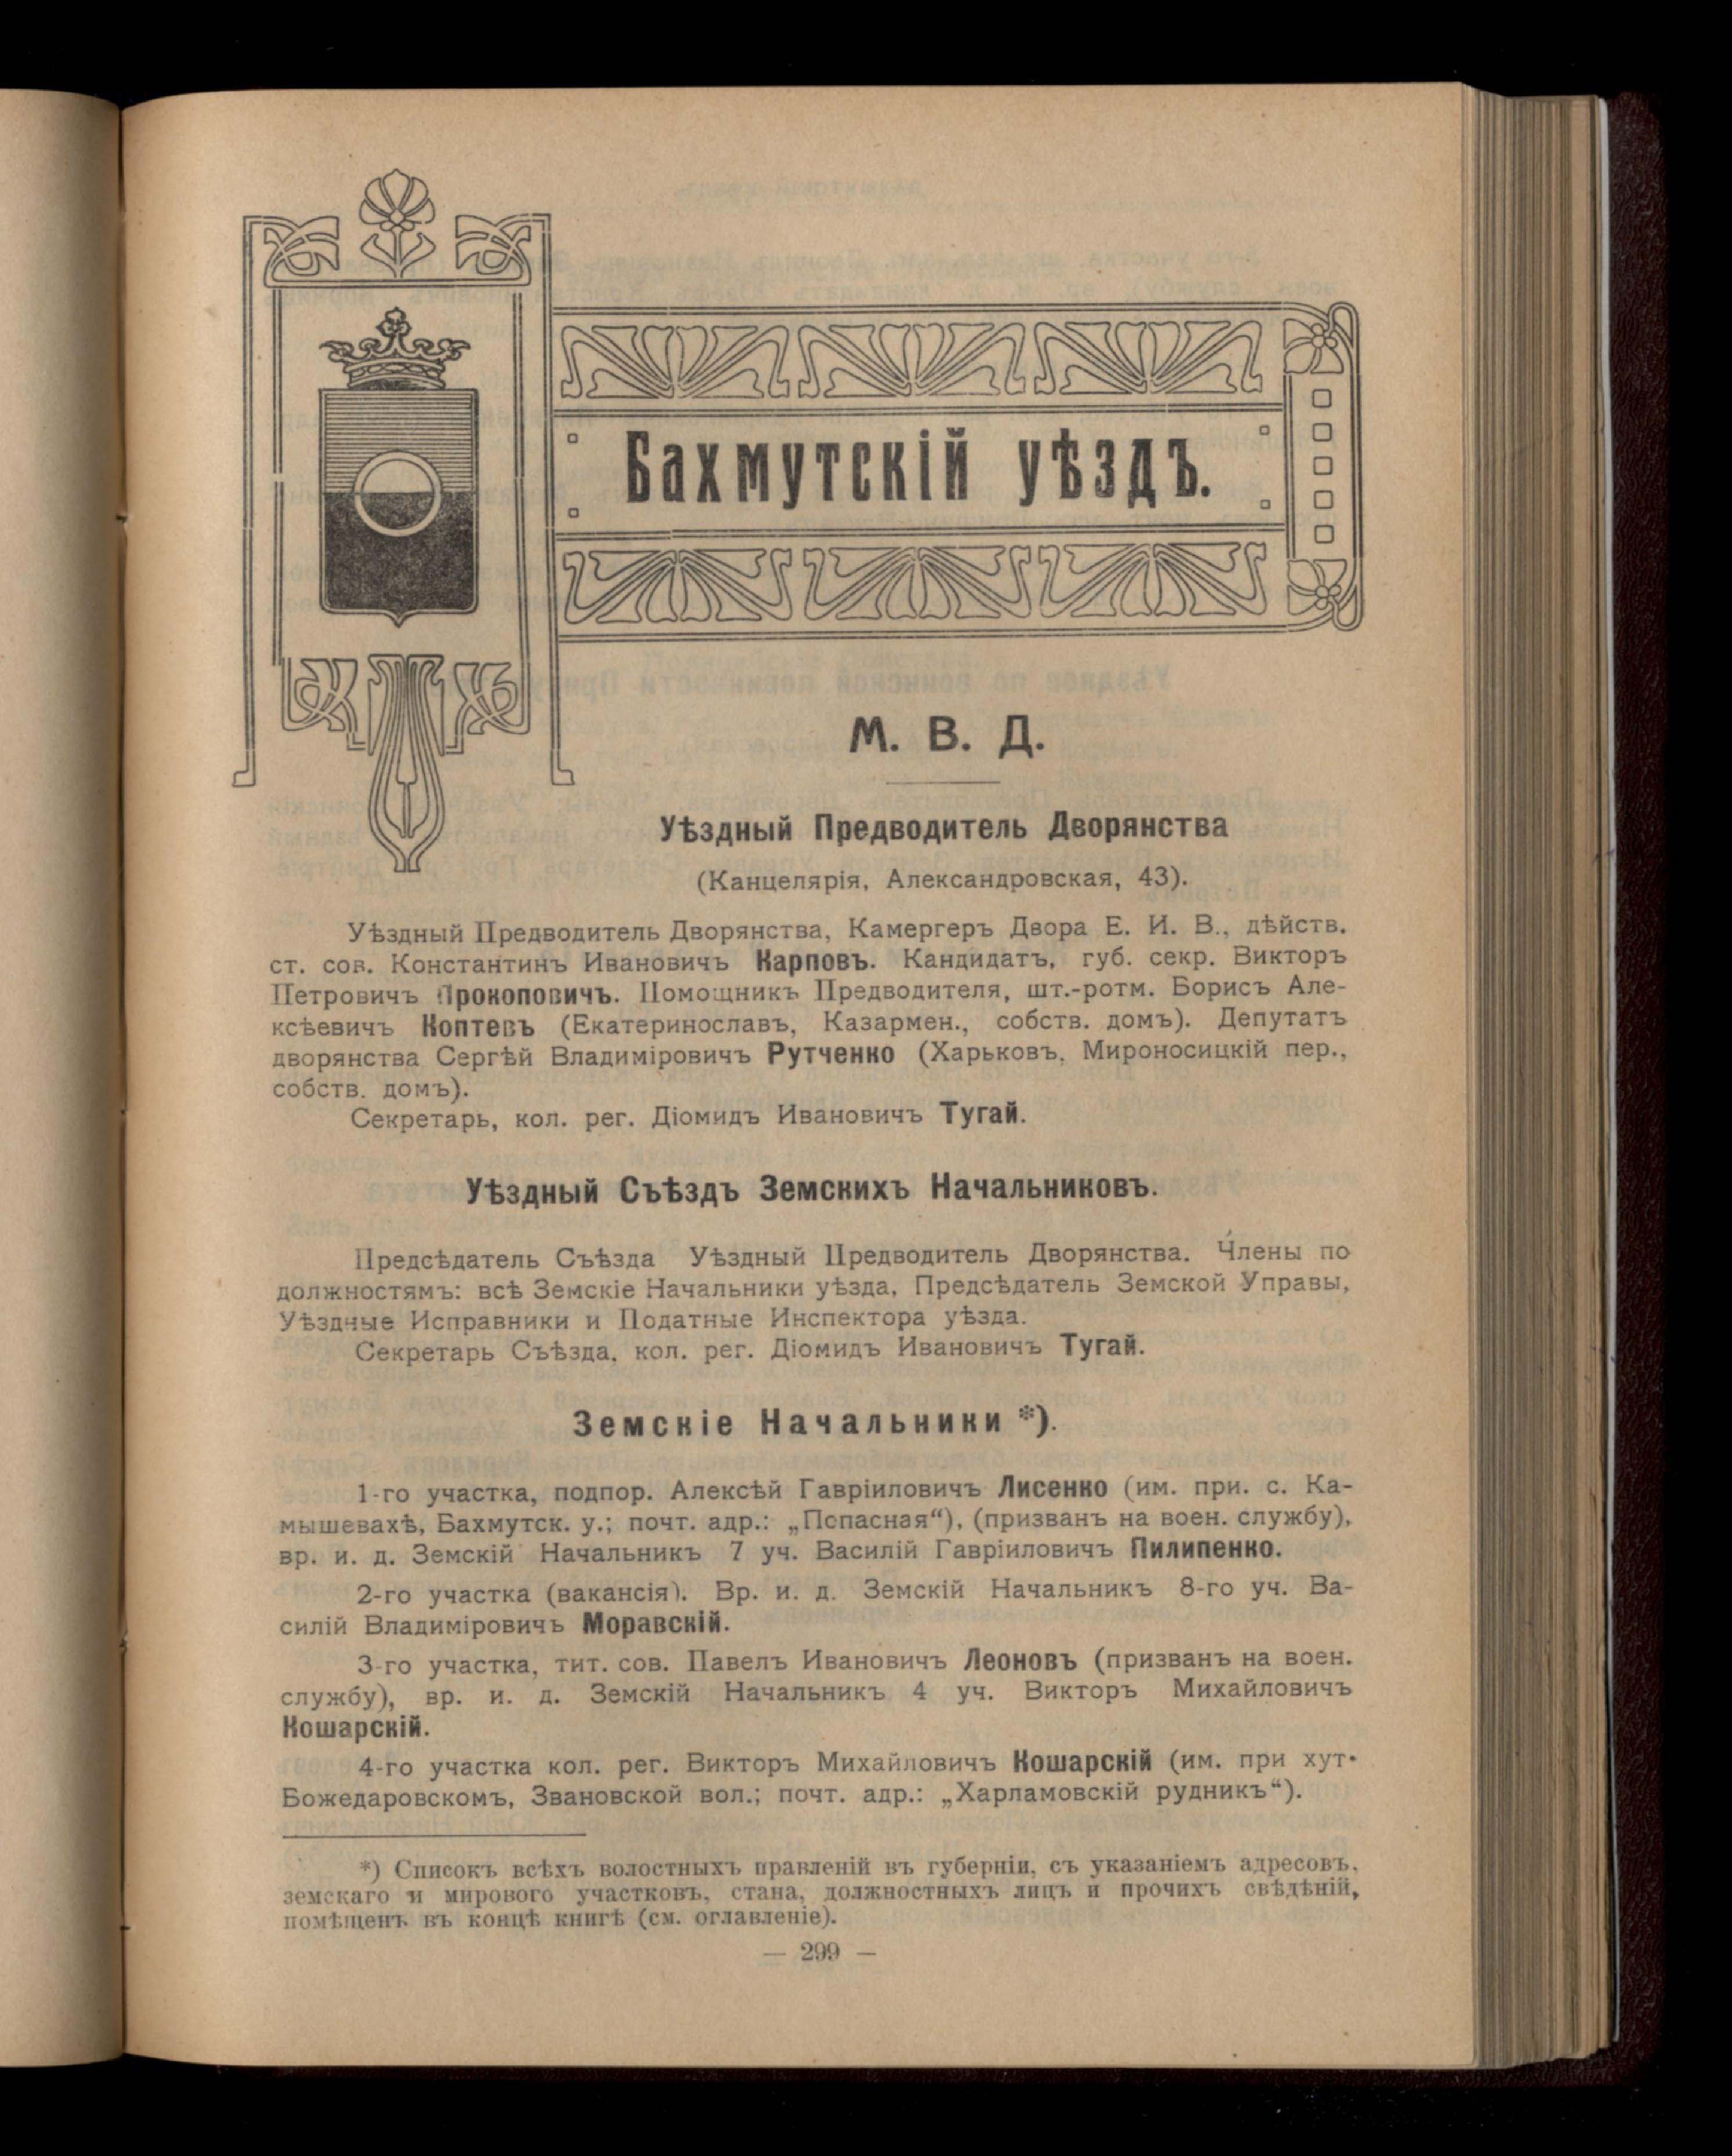 Бахмутскій уѣздъ.
М. В. Д.
Уѣздный Предводитель Дворянства
(Канцелярія, Александровская, 43).
Уѣздный Предводитель Дворянства, Камергеръ Двора Е. И. В., дѣйств.
ст. сов. Константинъ Ивановичъ Карповъ. Кандидатъ, губ. секр. Викторъ
Петровичъ Прокоповичъ. Помощникъ Предводителя, шт.-ротм. Борисъ Але-
ксѣевичъ Коптевъ (Екатеринославъ, Казармен., собств. домъ). Депутатъ
дворянства Сергѣй Владиміровичъ Рутченко (Харьковъ, Мироносицкій пер.,
собств. домъ).
Секретарь, кол. рег. Діомидъ Ивановичъ Тугай.
Уѣздный Съѣздъ Земскихъ Начальниковъ.
Предсѣдатель Съѣзда Уѣздный Предводитель Дворянства. Члены по
должностямъ: всѣ Земскіе Начальники уѣзда, Предсѣдатель Земской Управы,
Уѣздные Исправники и Податные Инспектора уѣзда.
Секретарь Съѣзда, кол. рег. Діомидъ Ивановичъ Тугай.
Земскіе Начальники *).
1-го участка, подпор. Алексѣй Гавріиловичъ Лисенко (им. при. с. Ка-
мышевахѣ, Бахмутск. у.; почт. адр.: „Попасная“), (призванъ на воен. службу),
вр. и. д. Земскій Начальникъ 7 уч. Василій Гавріиловичъ Пилипенко.
2-го участка (вакансія). Вр. и. д. Земскій Начальникъ 8-го уч. Ва-
силій Владиміровичъ Моравскій.
3-го участка, тит. сов. Павелъ Ивановичъ Леоновъ (призванъ на воен.
службу), вр. и. д. Земскій Начальникъ 4 уч. Викторъ Михайловичъ
Кошарскій.
4-го участка кол. рег. Викторъ Михайловичъ Кошарскій (им. при хут.
Божедаровскомъ, Звановской вол.; почт. адр.: „Харламовскій рудникъ“).
*) Списокъ всѣхъ волостныхъ правленій въ губерніи, съ указаніемъ адресовъ,
земскаго и мирового участковъ, стана, должностныхъ лицъ и прочихъ свѣдѣній,
помѣщенъ въ концѣ книгѣ (см. оглавленіе).
— 299 —